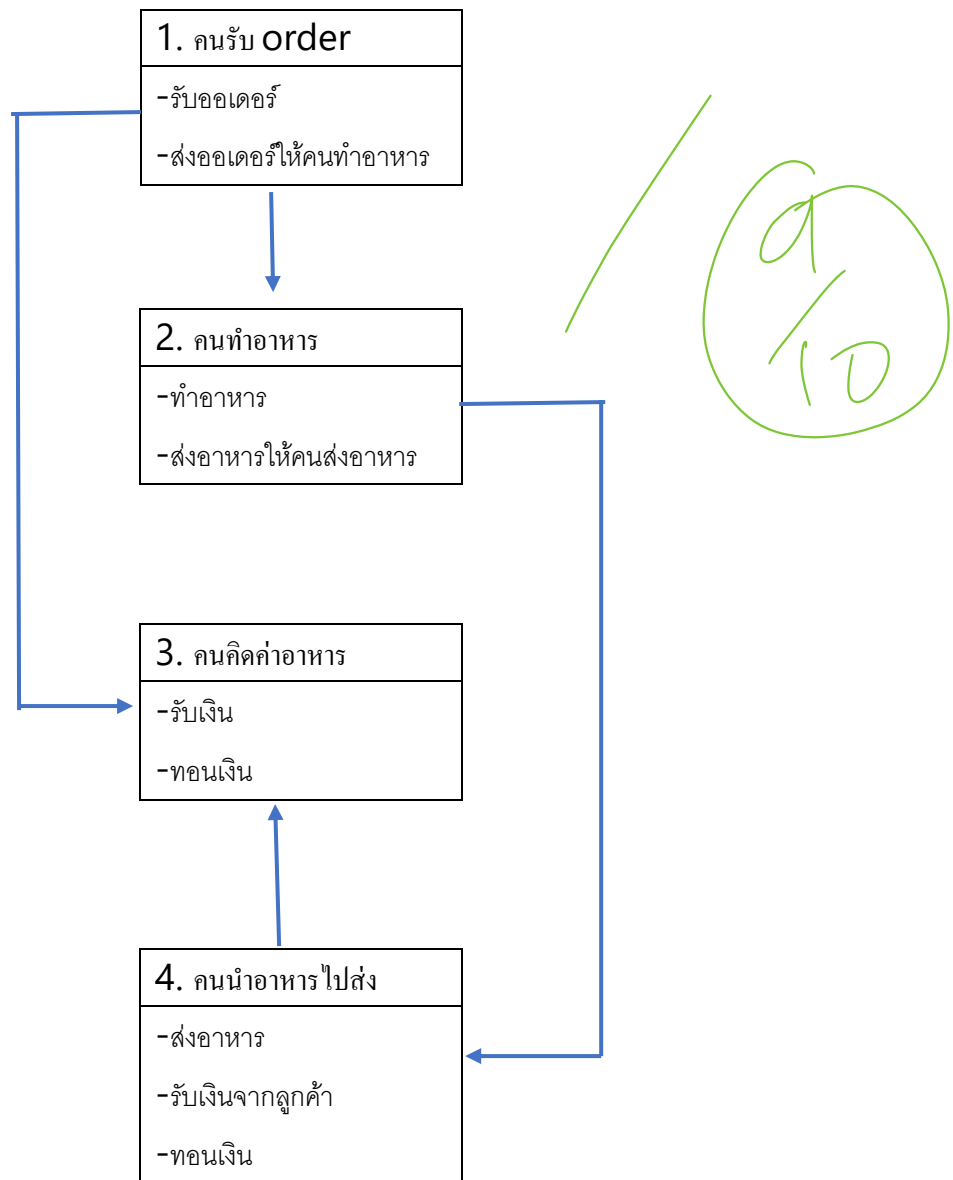 1. คนรับ order
-รับออเดอร์
-ส่งออเดอร์ให้คนทำอาหาร
2. คนทำอาหาร
-ทำอาหาร
-ส่งอาหารให้คนส่งอาหาร
3. คนคิดค่าอาหาร
-รับเงิน
-ทอนเงิน
4. คนนำอาหารไปส่ง
-ส่งอาหาร
-รับเงินจากลูกค้า
-ทอนเงิน
9/10